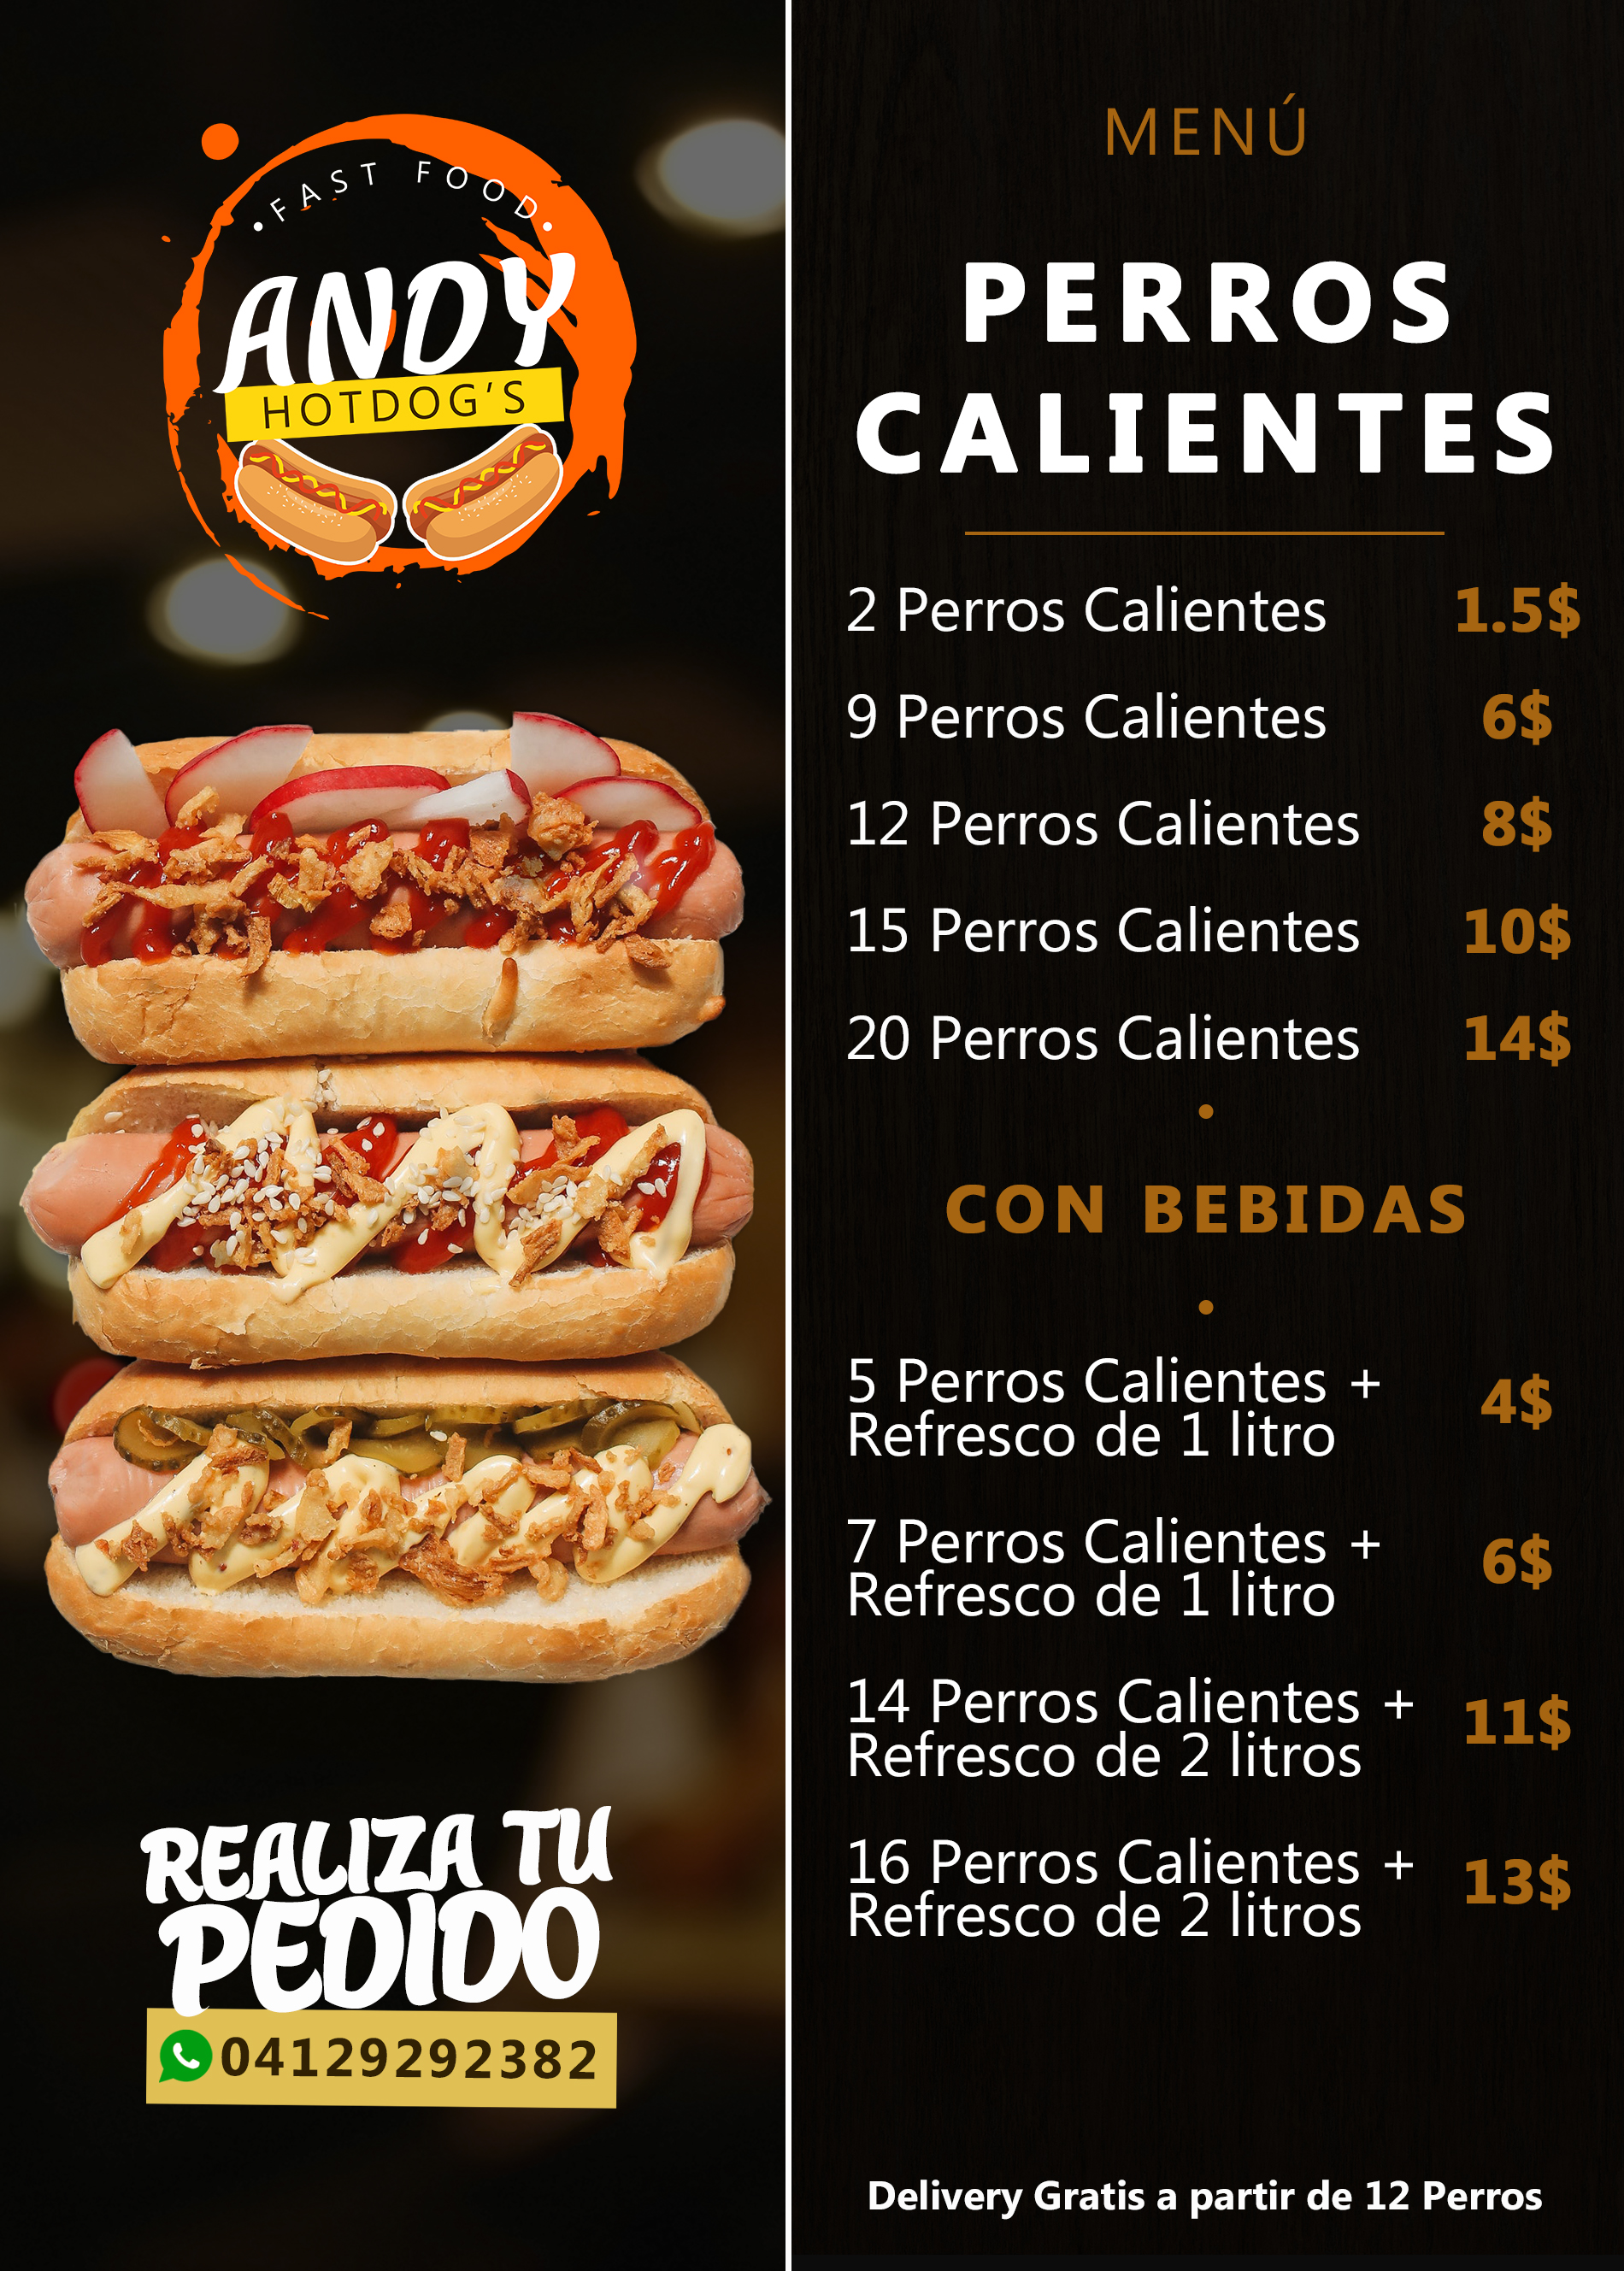 • FAST FOOD •
ANDY
HOTDOG'S
REALIZA TU
PEDIDO
04129292382
MENÚ
PERROS
CALIENTES
2 Perros Calientes 1.5$
9 Perros Calientes 6$
12 Perros Calientes 8$
15 Perros Calientes 10$
20 Perros Calientes 14$
CON BEBIDAS
5 Perros Calientes +
Refresco de 1 litro 4$
7 Perros Calientes +
Refresco de 1 litro 6$
14 Perros Calientes +
Refresco de 2 litros 11$
16 Perros Calientes +
Refresco de 2 litros 13$
Delivery Gratis a partir de 12 Perros